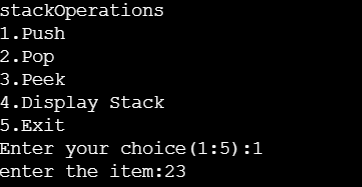 stackOperations
1.Push
2.Pop
3.Peek
4.Display Stack
5.Exit
Enter your choice(1:5):1
enter the item:23